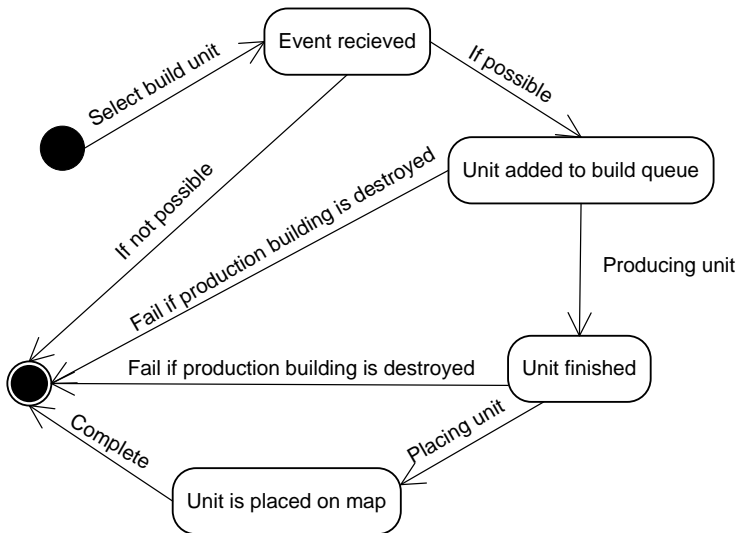 Event recieved
Select build unit
If possible
Unit added to build queue
If not possible
Fail if production building is destroyed
Producing unit
Fail if production building is destroyed
Unit finished
Placing unit
Complete
Unit is placed on map